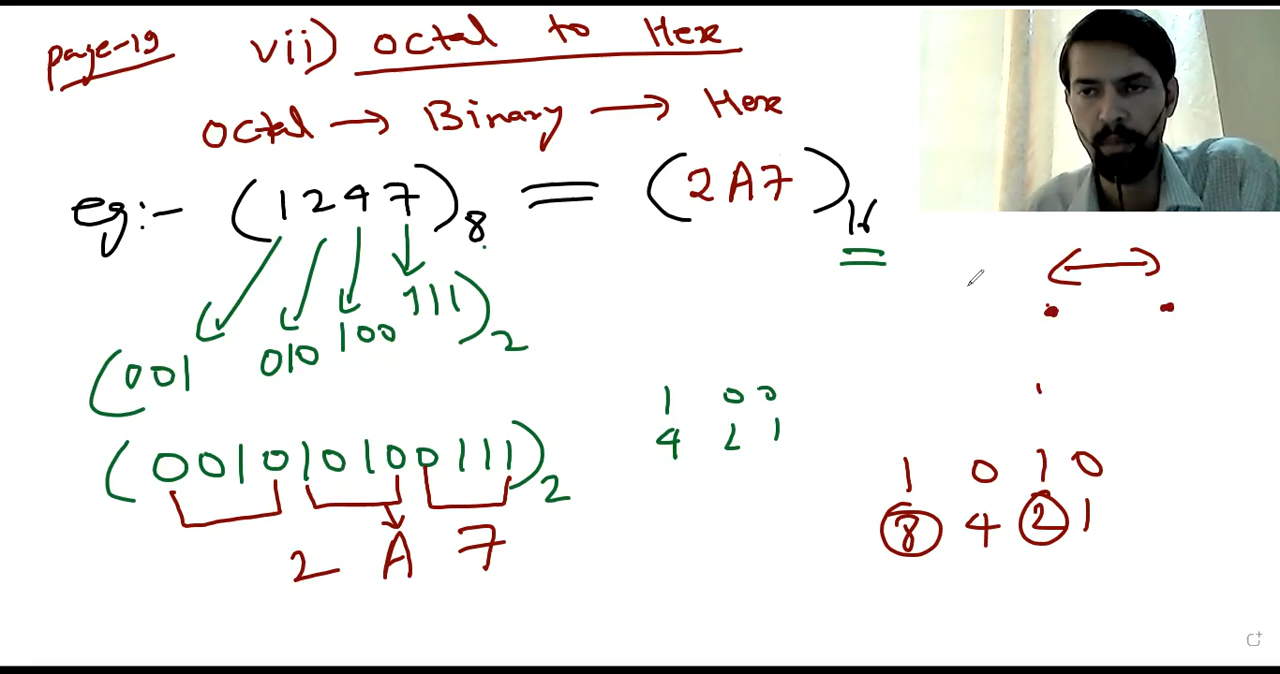 page-19
vii) octal to Hex
octal → Binary → Hex
eg:- (1247)8 = (2A7)16
(001 010 100 111)2
(001010100111)2
2 A 7
1 0 0
4 2 1
1 0 1 0
8 4 2 1